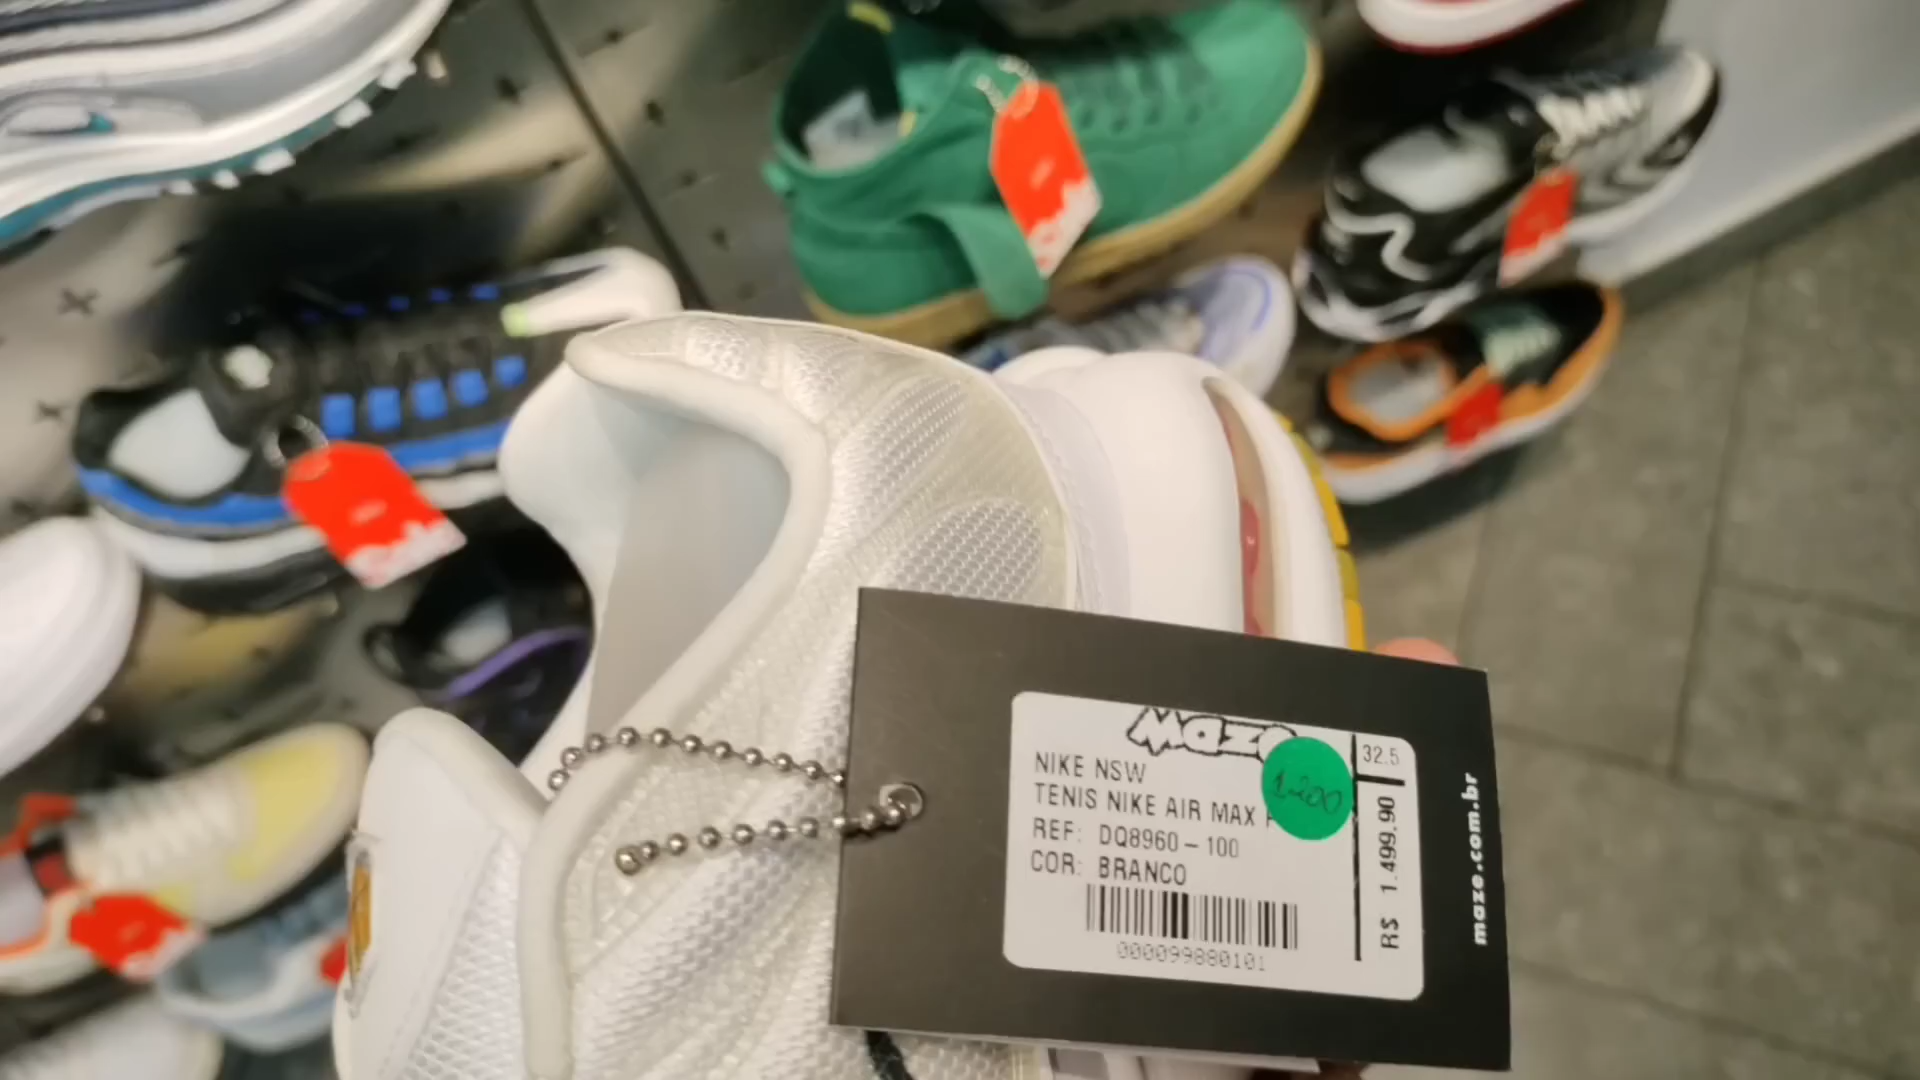 Maze
NIKE NSW
TENIS NIKE AIR MAX
REF: DQ8960-100
COR: BRANCO
000099880101
32.5
R$ 1.499.90
1.200
maze.com.br